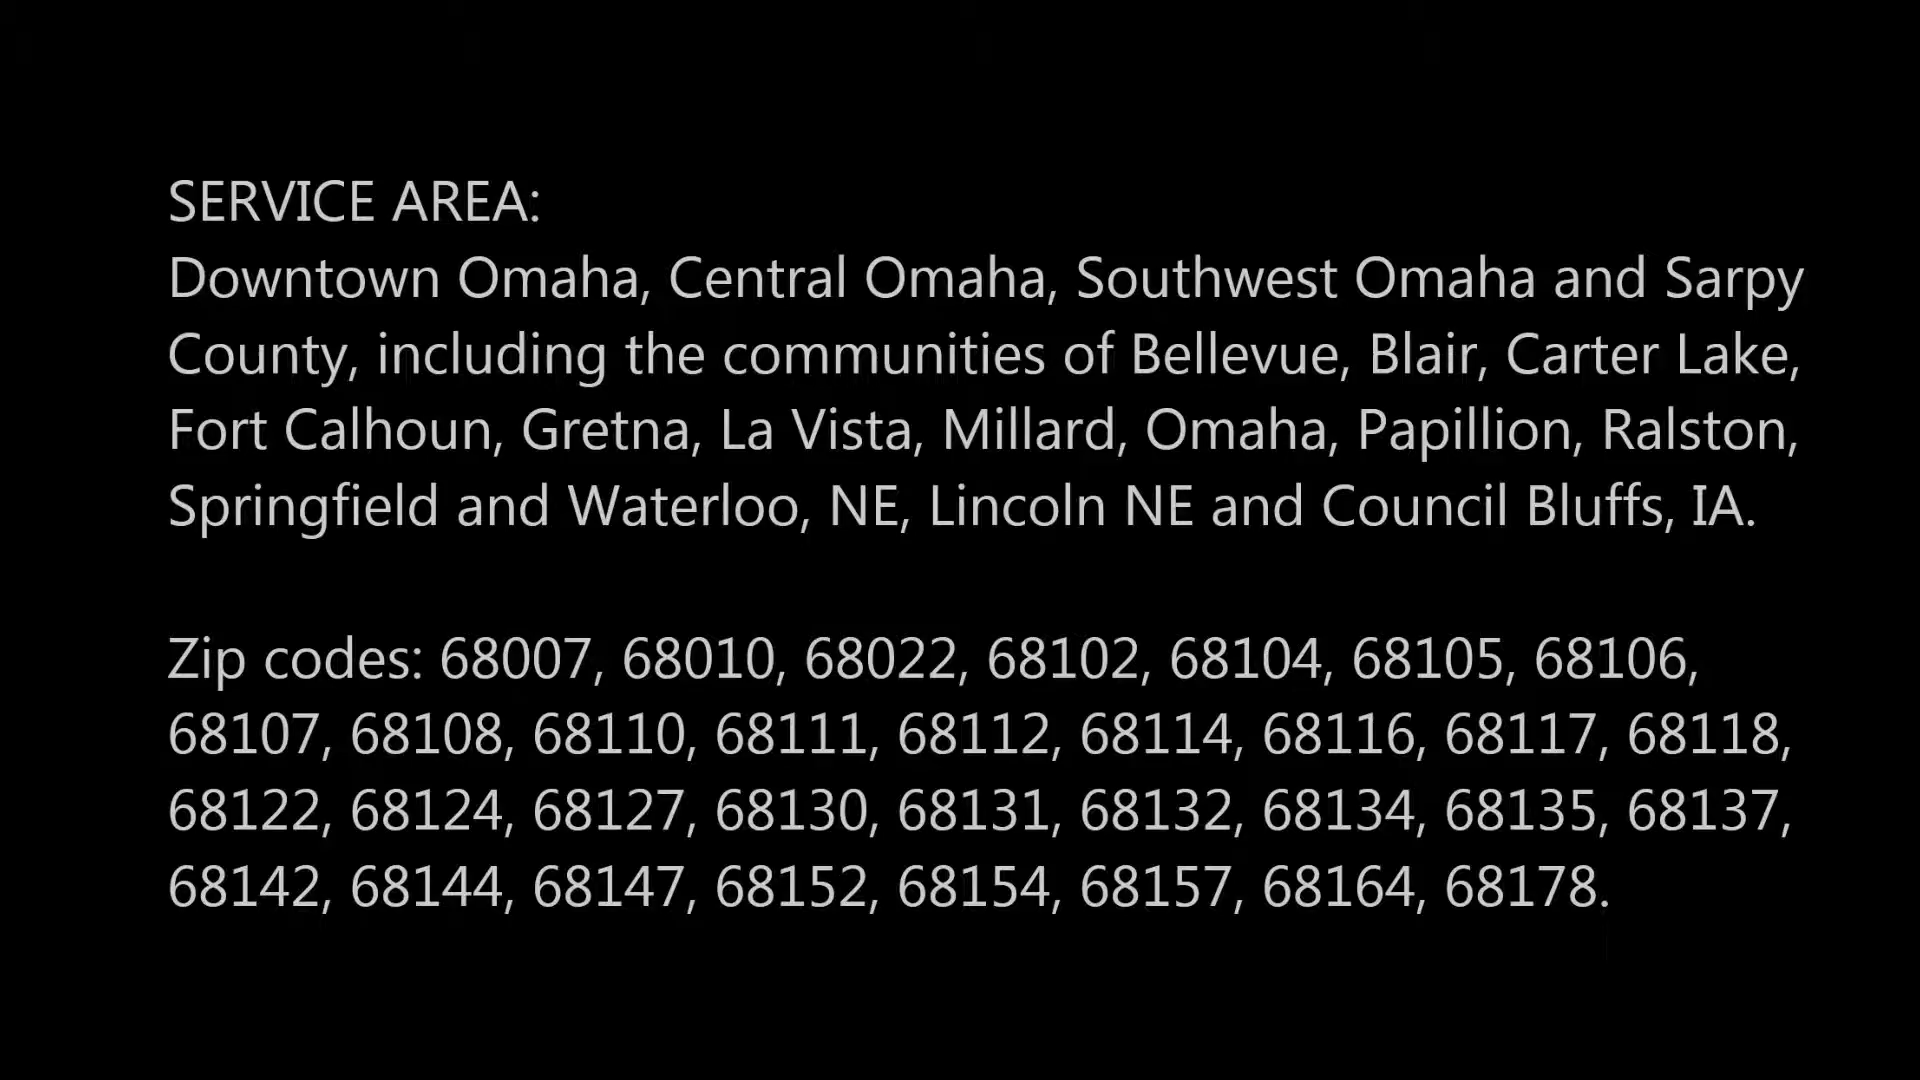 SERVICE AREA:
Downtown Omaha, Central Omaha, Southwest Omaha and Sarpy
County, including the communities of Bellevue, Blair, Carter Lake,
Fort Calhoun, Gretna, La Vista, Millard, Omaha, Papillion, Ralston,
Springfield and Waterloo, NE, Lincoln NE and Council Bluffs, IA.
Zip codes: 68007, 68010, 68022, 68102, 68104, 68105, 68106,
68107, 68108, 68110, 68111, 68112, 68114, 68116, 68117, 68118,
68122, 68124, 68127, 68130, 68131, 68132, 68134, 68135, 68137,
68142, 68144, 68147, 68152, 68154, 68157, 68164, 68178.